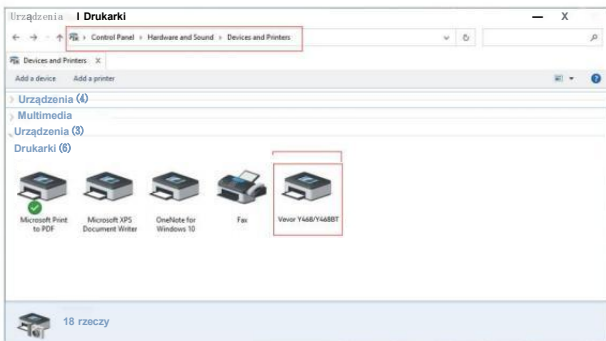 Urządzenia I Drukarki
Control Panel › Hardware and Sound › Devices and Printers
Devices and Printers X
Add a device Add a printer
Urządzenia (4)
Multimedia
Urządzenia (3)
Drukarki (6)
Microsoft Print to PDF
Microsoft XPS Document Writer
OneNote for Windows 10
Fax
Vevor Y468/Y468BT
18 rzeczy